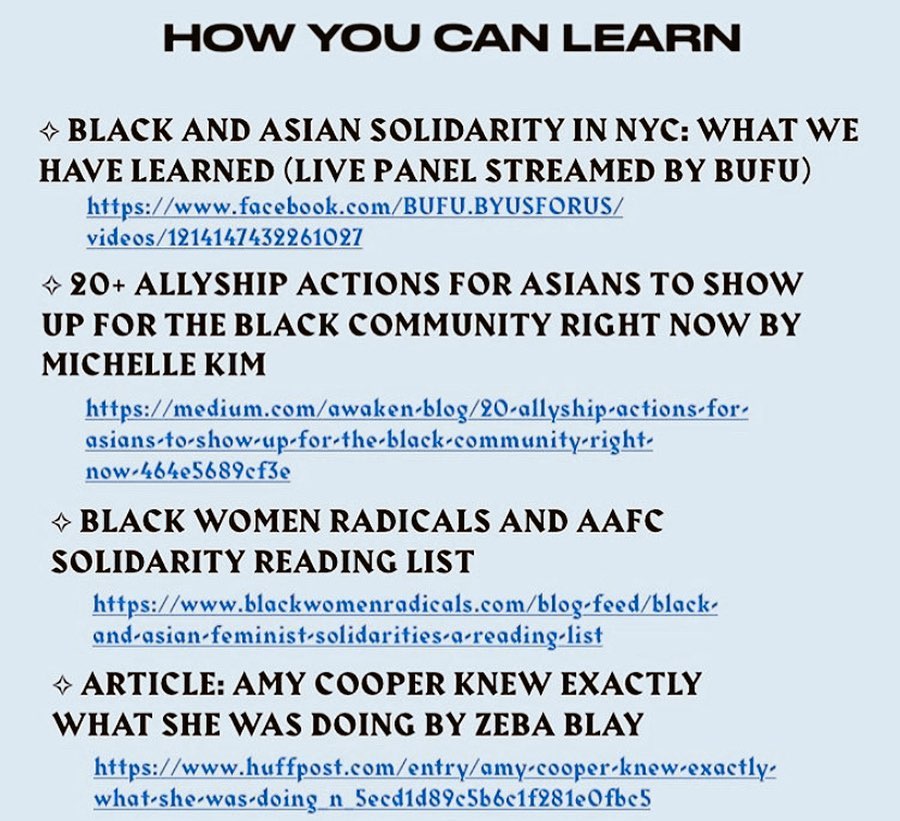 HOW YOU CAN LEARN
✧ BLACK AND ASIAN SOLIDARITY IN NYC: WHAT WE
HAVE LEARNED (LIVE PANEL STREAMED BY BUFU)
https://www.facebook.com/BUFU.BYUSFORUS/
videos/1214147432261027
✧ 20+ ALLYSHIP ACTIONS FOR ASIANS TO SHOW
UP FOR THE BLACK COMMUNITY RIGHT NOW BY
MICHELLE KIM
https://medium.com/awaken-blog/20-allyship-actions-for-
asians-to-show-up-for-the-black-community-right-
now-464e5689cf3e
✧ BLACK WOMEN RADICALS AND AAFC
SOLIDARITY READING LIST
https://www.blackwomenradicals.com/blog-feed/black-
and-asian-feminist-solidarities-a-reading-list
✧ ARTICLE: AMY COOPER KNEW EXACTLY
WHAT SHE WAS DOING BY ZEBA BLAY
https://www.huffpost.com/entry/amy-cooper-knew-exactly-
what-she-was-doing_n_5ecd1d89c5b6c1f281e0fbc5